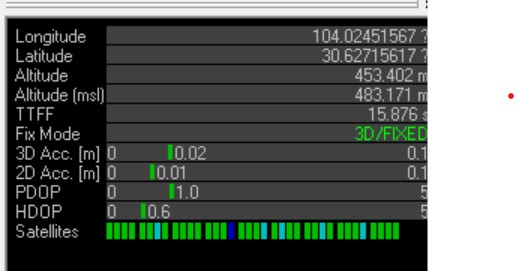 Longitude 104.02451567 ?
Latitude 30.62715617 ?
Altitude 453.402 m
Altitude (msl) 483.171 m
TTFF 15.876 s
Fix Mode 3D/FIXED
3D Acc. [m] 0 0.02 0.1
2D Acc. [m] 0 0.01 0.1
PDOP 0 1.0 5
HDOP 0 0.6 5
Satellites